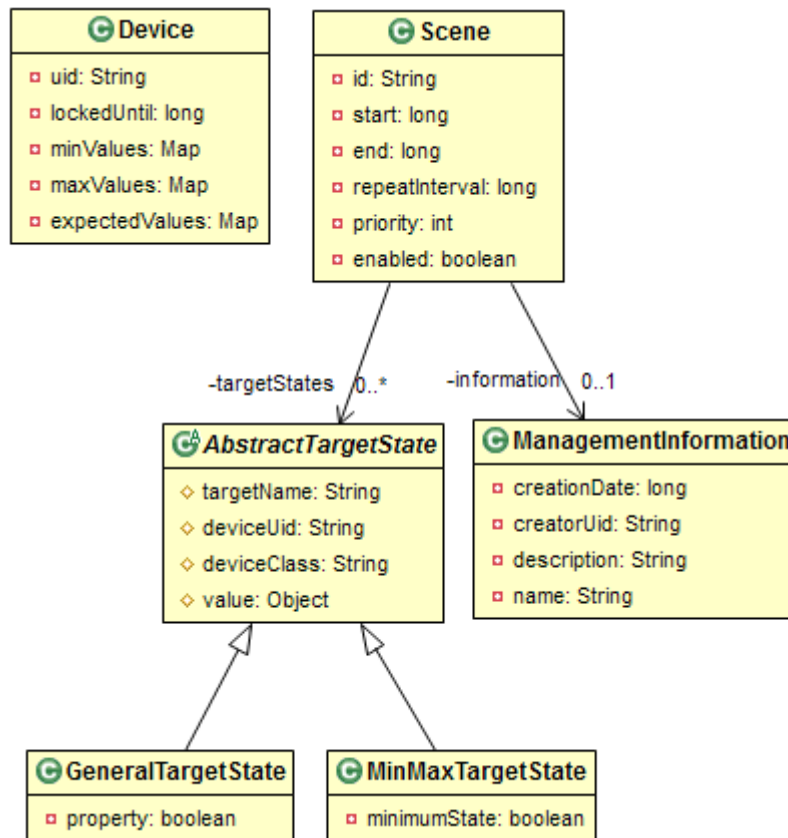 C Device
uid: String
lockedUntil: long
minValues: Map
maxValues: Map
expectedValues: Map
C Scene
id: String
start: long
end: long
repeatInterval: long
priority: int
enabled: boolean
-targetStates 0..*
-information 0..1
C A AbstractTargetState
targetName: String
deviceUid: String
deviceClass: String
value: Object
C ManagementInformation
creationDate: long
creatorUid: String
description: String
name: String
C GeneralTargetState
property: boolean
C MinMaxTargetState
minimumState: boolean